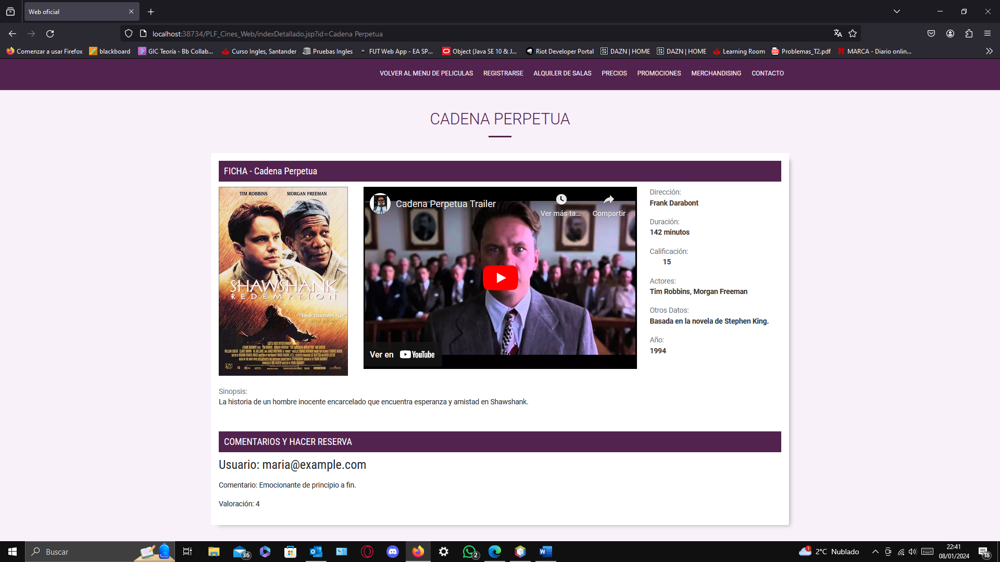 Web oficial
localhost:38734/PLF_Cines_Web/indexDetallado.jsp?id=Cadena Perpetua
Comenzar a usar Firefox
blackboard
GIC Teoría - Bb Collab...
Curso Ingles, Santander
Pruebas Ingles
FUT Web App - EA SP...
Object (Java SE 10 & J...
Riot Developer Portal
DAZN | HOME
DAZN | HOME
Learning Room
Problemas_T2.pdf
MARCA - Diario onlin...
VOLVER AL MENU DE PELICULAS REGISTRARSE ALQUILER DE SALAS PRECIOS PROMOCIONES MERCHANDISING CONTACTO
CADENA PERPETUA
FICHA - Cadena Perpetua
TIM ROBBINS MORGAN FREEMAN
THE
SHAWSHANK
REDEMPTION
"Two thumbs up!"
Cadena Perpetua Trailer
Ver más ta...
Compartir
Ver en YouTube
Dirección:
Frank Darabont
Duración:
142 minutos
Calificación:
15
Actores:
Tim Robbins, Morgan Freeman
Otros Datos:
Basada en la novela de Stephen King.
Año:
1994
Sinopsis:
La historia de un hombre inocente encarcelado que encuentra esperanza y amistad en Shawshank.
COMENTARIOS Y HACER RESERVA
Usuario: maria@example.com
Comentario: Emocionante de principio a fin.
Valoración: 4
Buscar
36
2
1
2°C Nublado
22:41
08/01/2024
18